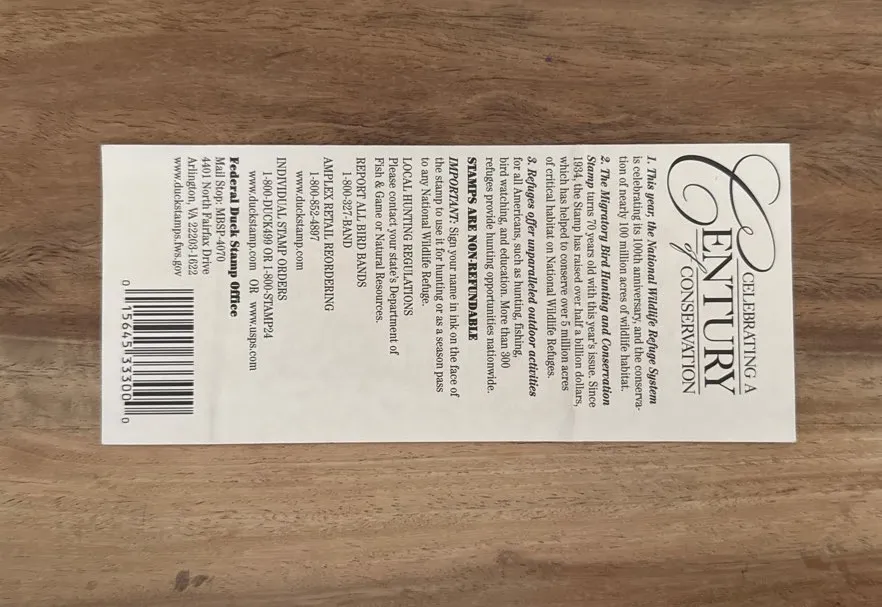 CELEBRATING A
CENTURY
of CONSERVATION
1. This year, the National Wildlife Refuge System
is celebrating its 100th anniversary, and the conserva-
tion of nearly 100 million acres of wildlife habitat.
2. The Migratory Bird Hunting and Conservation
Stamp turns 70 years old with this year's issue. Since
1934, the Stamp has raised over half a billion dollars,
which has helped to conserve over 5 million acres
of critical habitat on National Wildlife Refuges.
3. Refuges offer unparalleled outdoor activities
for all Americans, such as hunting, fishing,
bird watching, and education. More than 300
refuges provide hunting opportunities nationwide.
STAMPS ARE NON-REFUNDABLE
IMPORTANT: Sign your name in ink on the face of
the stamp to use it for hunting or as a season pass
to any National Wildlife Refuge.
LOCAL HUNTING REGULATIONS
Please contact your state's Department of
Fish & Game or Natural Resources.
REPORT ALL BIRD BANDS
1-800-327-BAND
AMPLEX RETAIL REORDERING
1-800-852-4897
www.duckstamp.com
INDIVIDUAL STAMP ORDERS
1-800-DUCK499 OR 1-800-STAMP24
www.duckstamp.com OR www.usps.com
Federal Duck Stamp Office
Mail Stop: MBSP-4070
4401 North Fairfax Drive
Arlington, VA 22203-1622
www.duckstamps.fws.gov
0 15645 33300 0